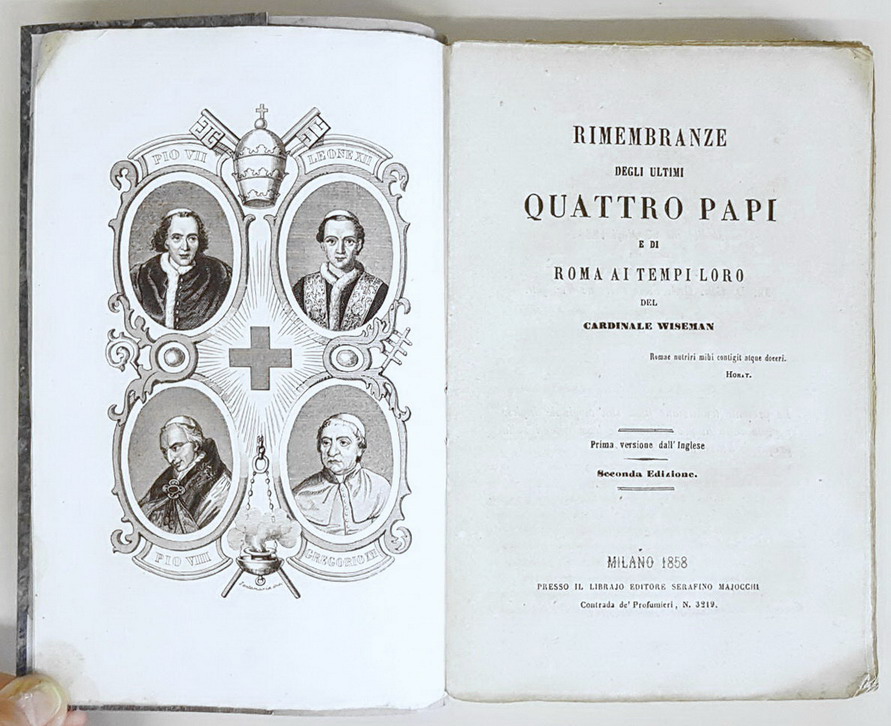 PIO VII
LEONE XII
PIO VIII
GREGORIO XVI
RIMEMBRANZE
DEGLI ULTIMI
QUATTRO PAPI
E DI
ROMA AI TEMPI LORO
DEL
CARDINALE WISEMAN
Romae nutriri mihi contigit atque doceri.
HORAT.
Prima versione dall' Inglese
Seconda Edizione.
MILANO 1858
PRESSO IL LIBRAJO EDITORE SERAFINO MAJOCCHI
Contrada de' Profumieri, N. 3219.